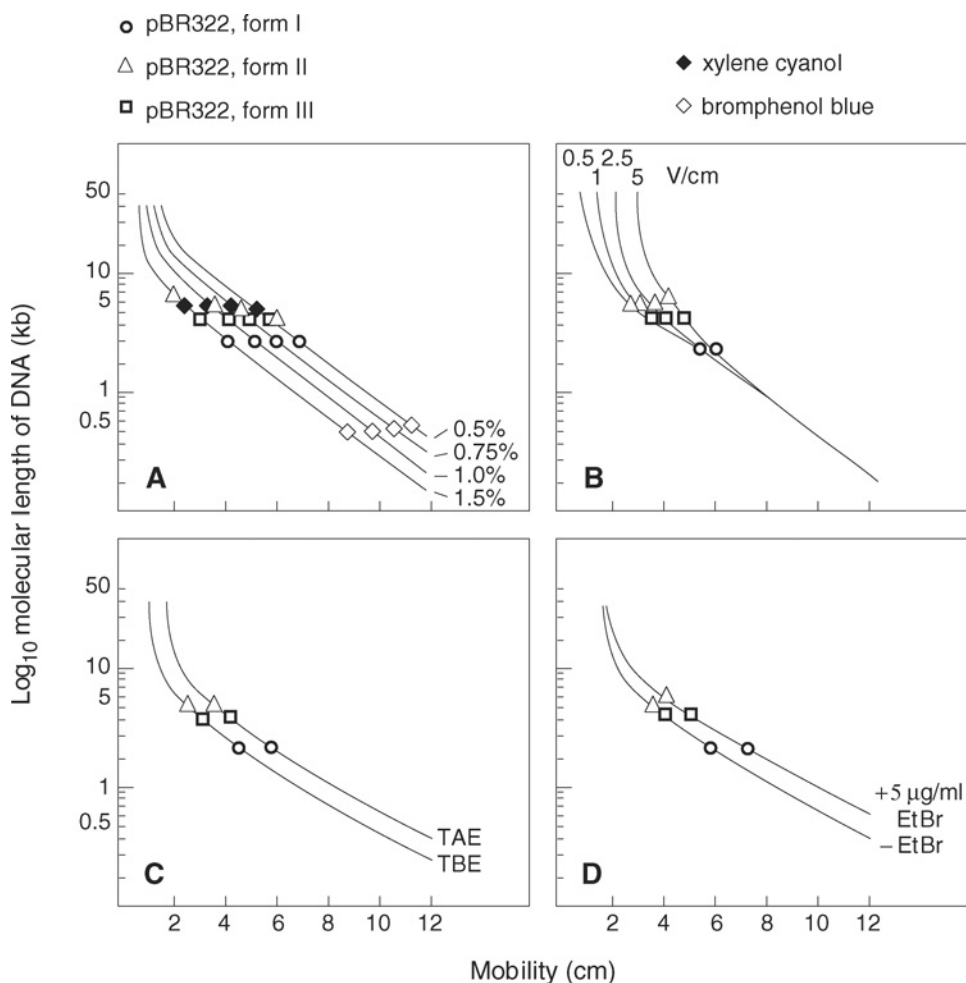 pBR322, form I
pBR322, form II
pBR322, form III
xylene cyanol
bromphenol blue
Log10 molecular length of DNA (kb)
50
10
5
1
0.5
A
0.5%
0.75%
1.0%
1.5%
0.5 2.5
1 5 V/cm
B
50
10
5
1
0.5
C
TAE
TBE
2 4 6 8 10 12
D
+5 μg/ml
EtBr
–EtBr
2 4 6 8 10 12
Mobility (cm)